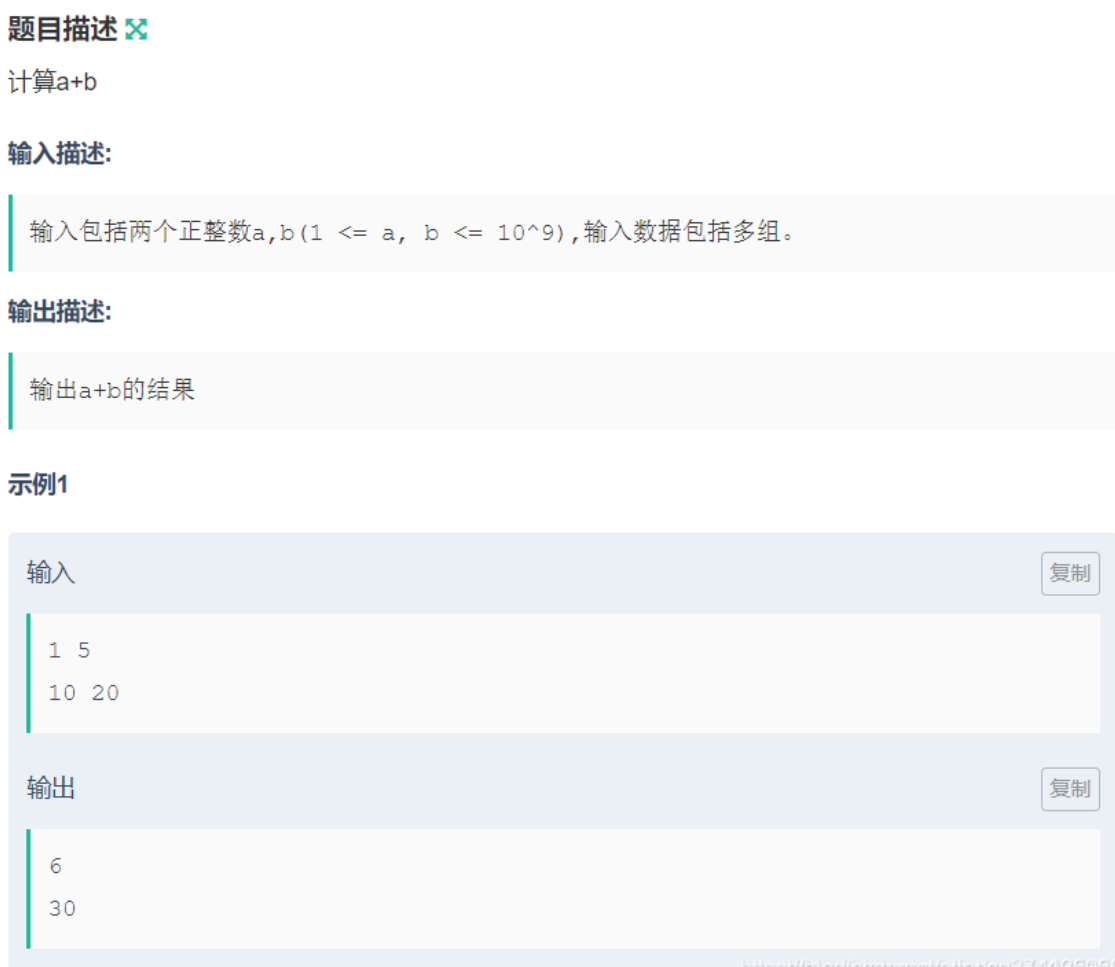 题目描述
计算a+b
输入描述:
输入包括两个正整数a,b(1 <= a, b <= 10^9),输入数据包括多组。
输出描述:
输出a+b的结果
示例1
输入
复制
1 5
10 20
输出
复制
6
30